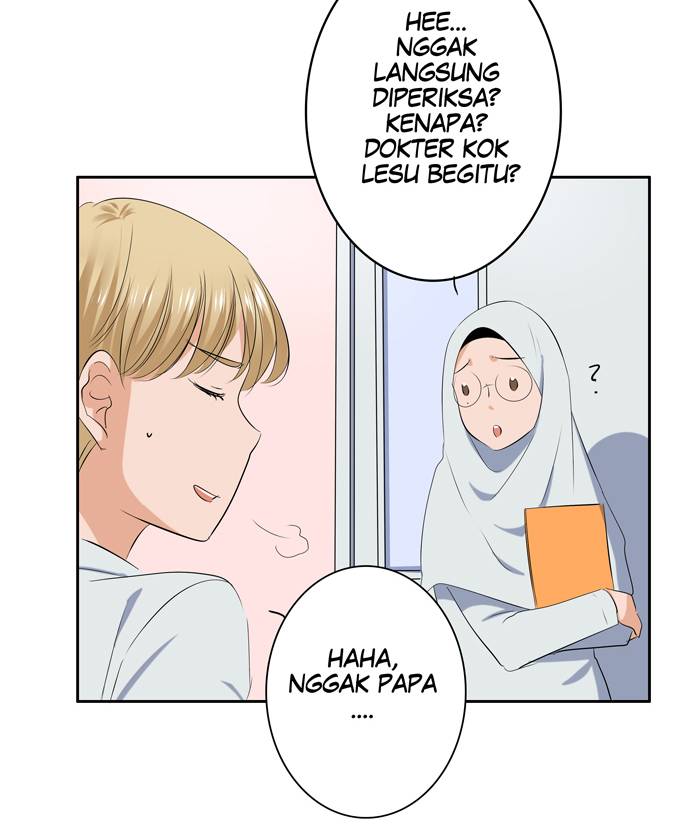 HEE...
NGGAK
LANGSUNG
DIPERIKSA?
KENAPA?
DOKTER KOK
LESU BEGITU?
?
HAHA,
NGGAK PAPA
....